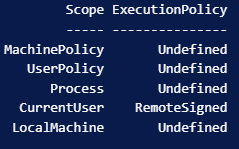 Scope ExecutionPolicy
----- ---------------
MachinePolicy Undefined
UserPolicy Undefined
Process Undefined
CurrentUser RemoteSigned
LocalMachine Undefined